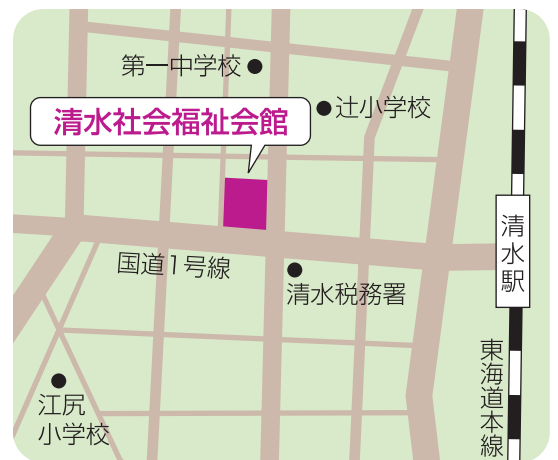 第一中学校
辻小学校
清水社会福祉会館
国道1号線
清水税務署
清水駅
東海道本線
江尻
小学校